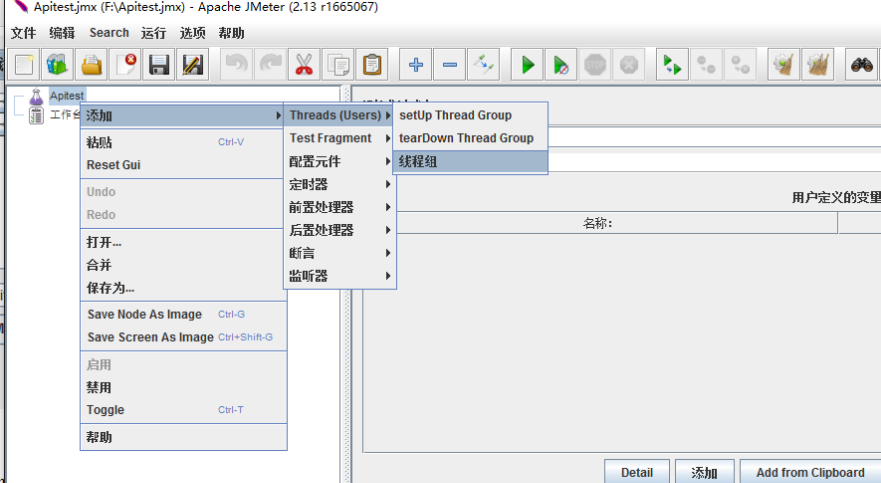 Apitest.jmx (F:\Apitest.jmx) - Apache JMeter (2.13 r1665067)
文件 编辑 Search 运行 选项 帮助
Apitest
工作台
添加
粘贴 Ctrl-V
Reset Gui
Undo
Redo
打开...
合并
保存为...
Save Node As Image Ctrl-G
Save Screen As Image Ctrl+Shift-G
启用
禁用
Toggle Ctrl-T
帮助
Threads (Users)
Test Fragment
配置元件
定时器
前置处理器
后置处理器
断言
监听器
setUp Thread Group
tearDown Thread Group
线程组
用户定义的变量
名称:
Detail 添加 Add from Clipboard